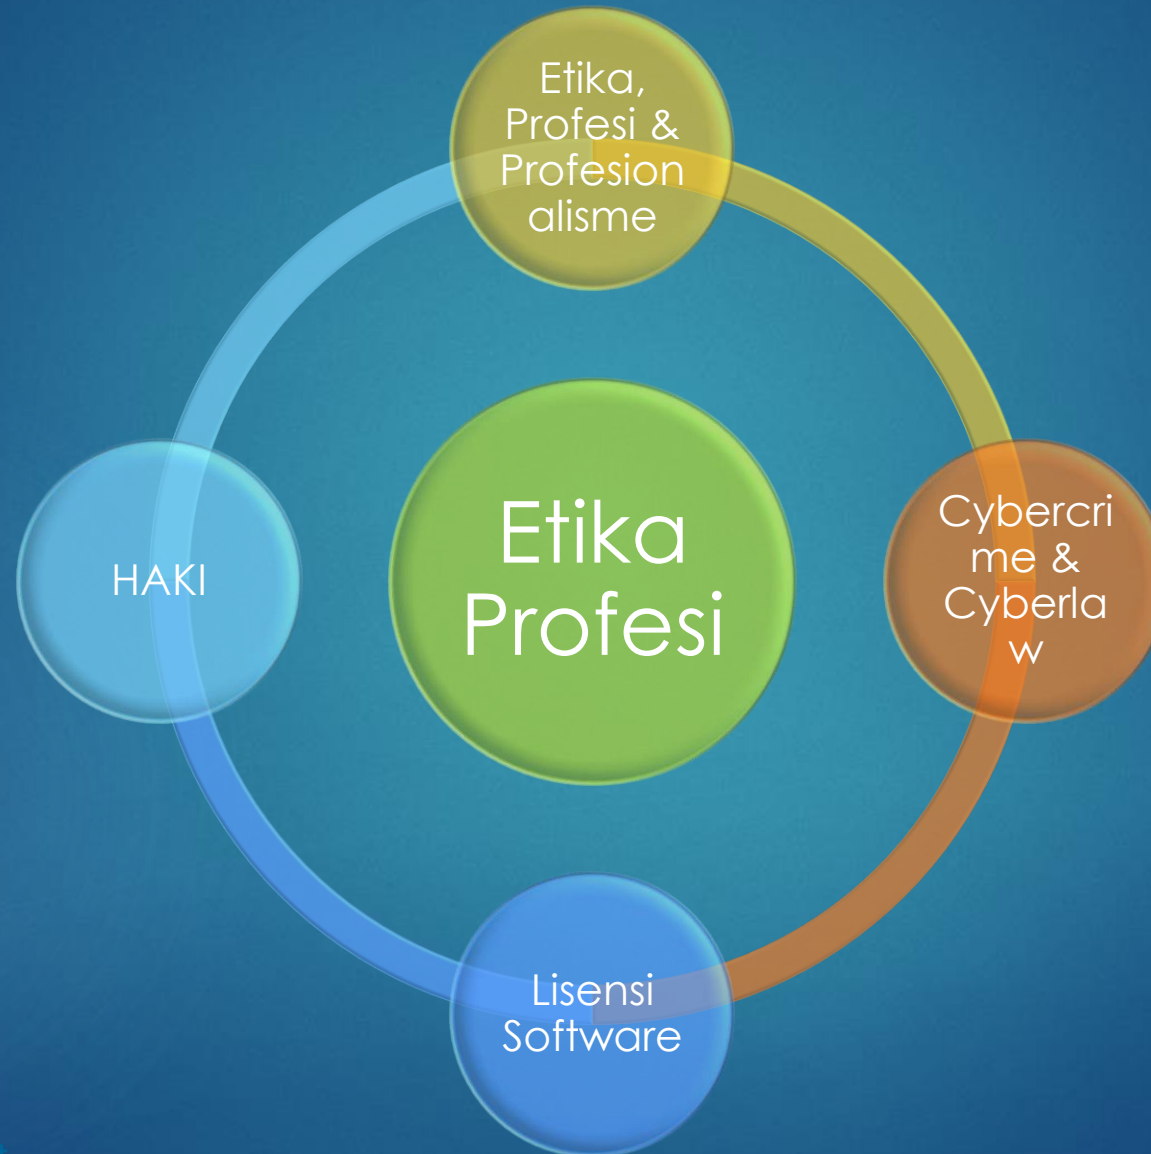 Etika,
Profesi &
Profesion
alisme
Etika
Profesi
Cybercri
me &
Cyberla
w
Lisensi
Software
HAKI